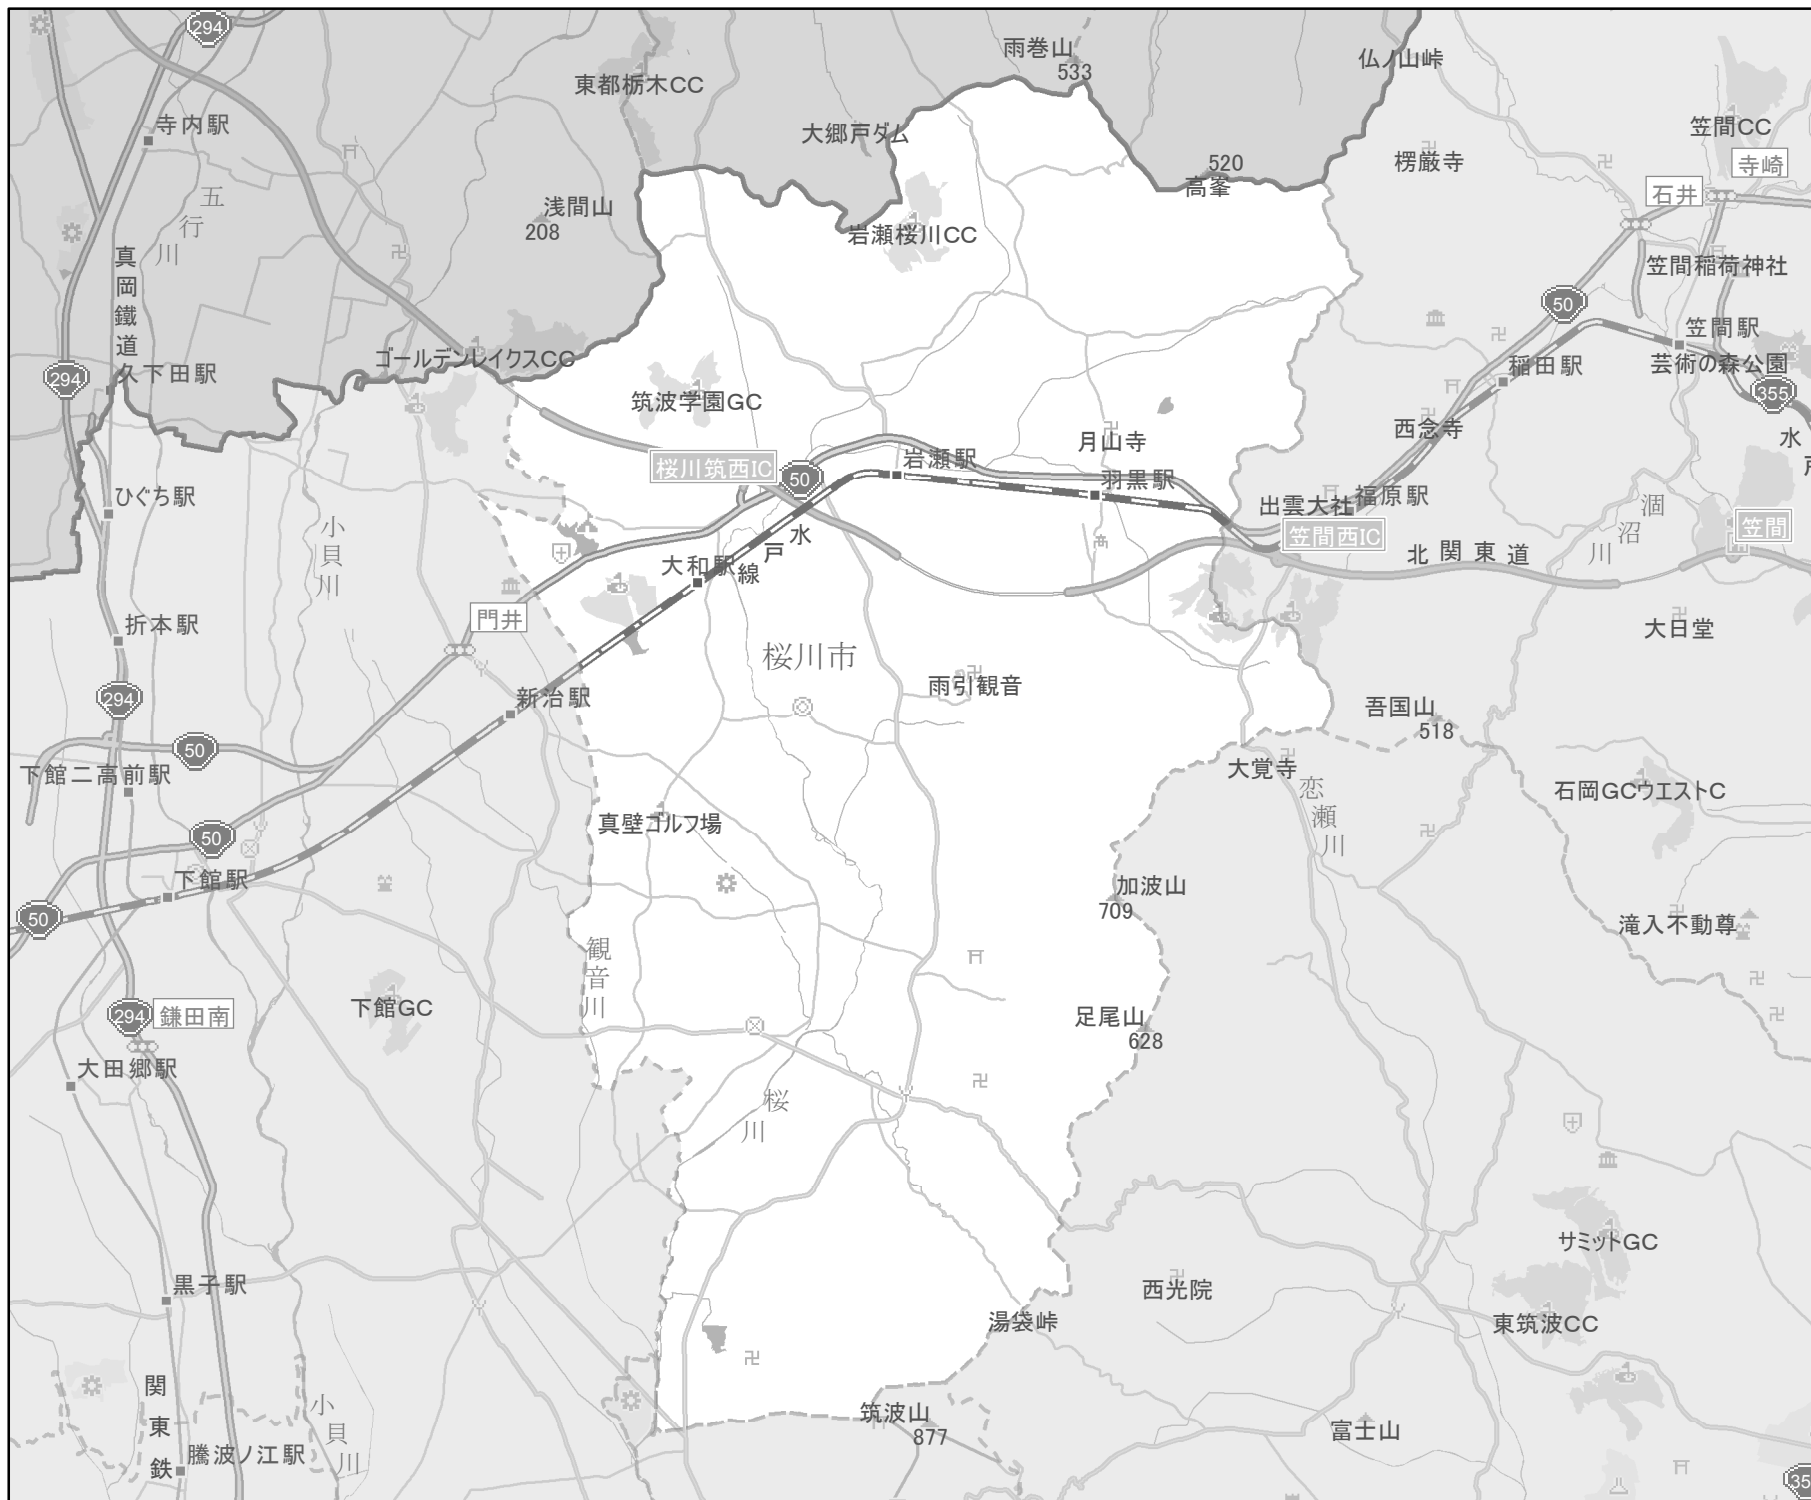 294
雨巻山
533
仏ノ山峠
東都栃木CC
寺内駅
大郷戸ダム
笠間CC
楞厳寺
寺崎
520
高峯
石井
五行川
浅間山
208
岩瀬桜川CC
真岡鐵道
笠間稲荷神社
50
笠間駅
ゴールデンレイクスCC
294
久下田駅
稲田駅
芸術の森公園
355
筑波学園GC
西念寺
月山寺
水戸
桜川筑西IC
50
岩瀬駅
羽黒駅
ひぐち駅
出雲大社
福原駅
小貝川
涸沼川
笠間西IC
笠間
水戸線
大和駅
北関東道
門井
折本駅
大日堂
桜川市
雨引観音
新治駅
294
吾国山
518
50
下館二高前駅
大覚寺
恋瀬川
石岡GCウエストC
真壁ゴルフ場
50
下館駅
加波山
709
50
滝入不動尊
観音川
下館GC
294
鎌田南
足尾山
628
大田郷駅
桜川
サミットGC
黒子駅
西光院
湯袋峠
東筑波CC
関東鉄
小貝川
筑波山
877
富士山
騰波ノ江駅
35